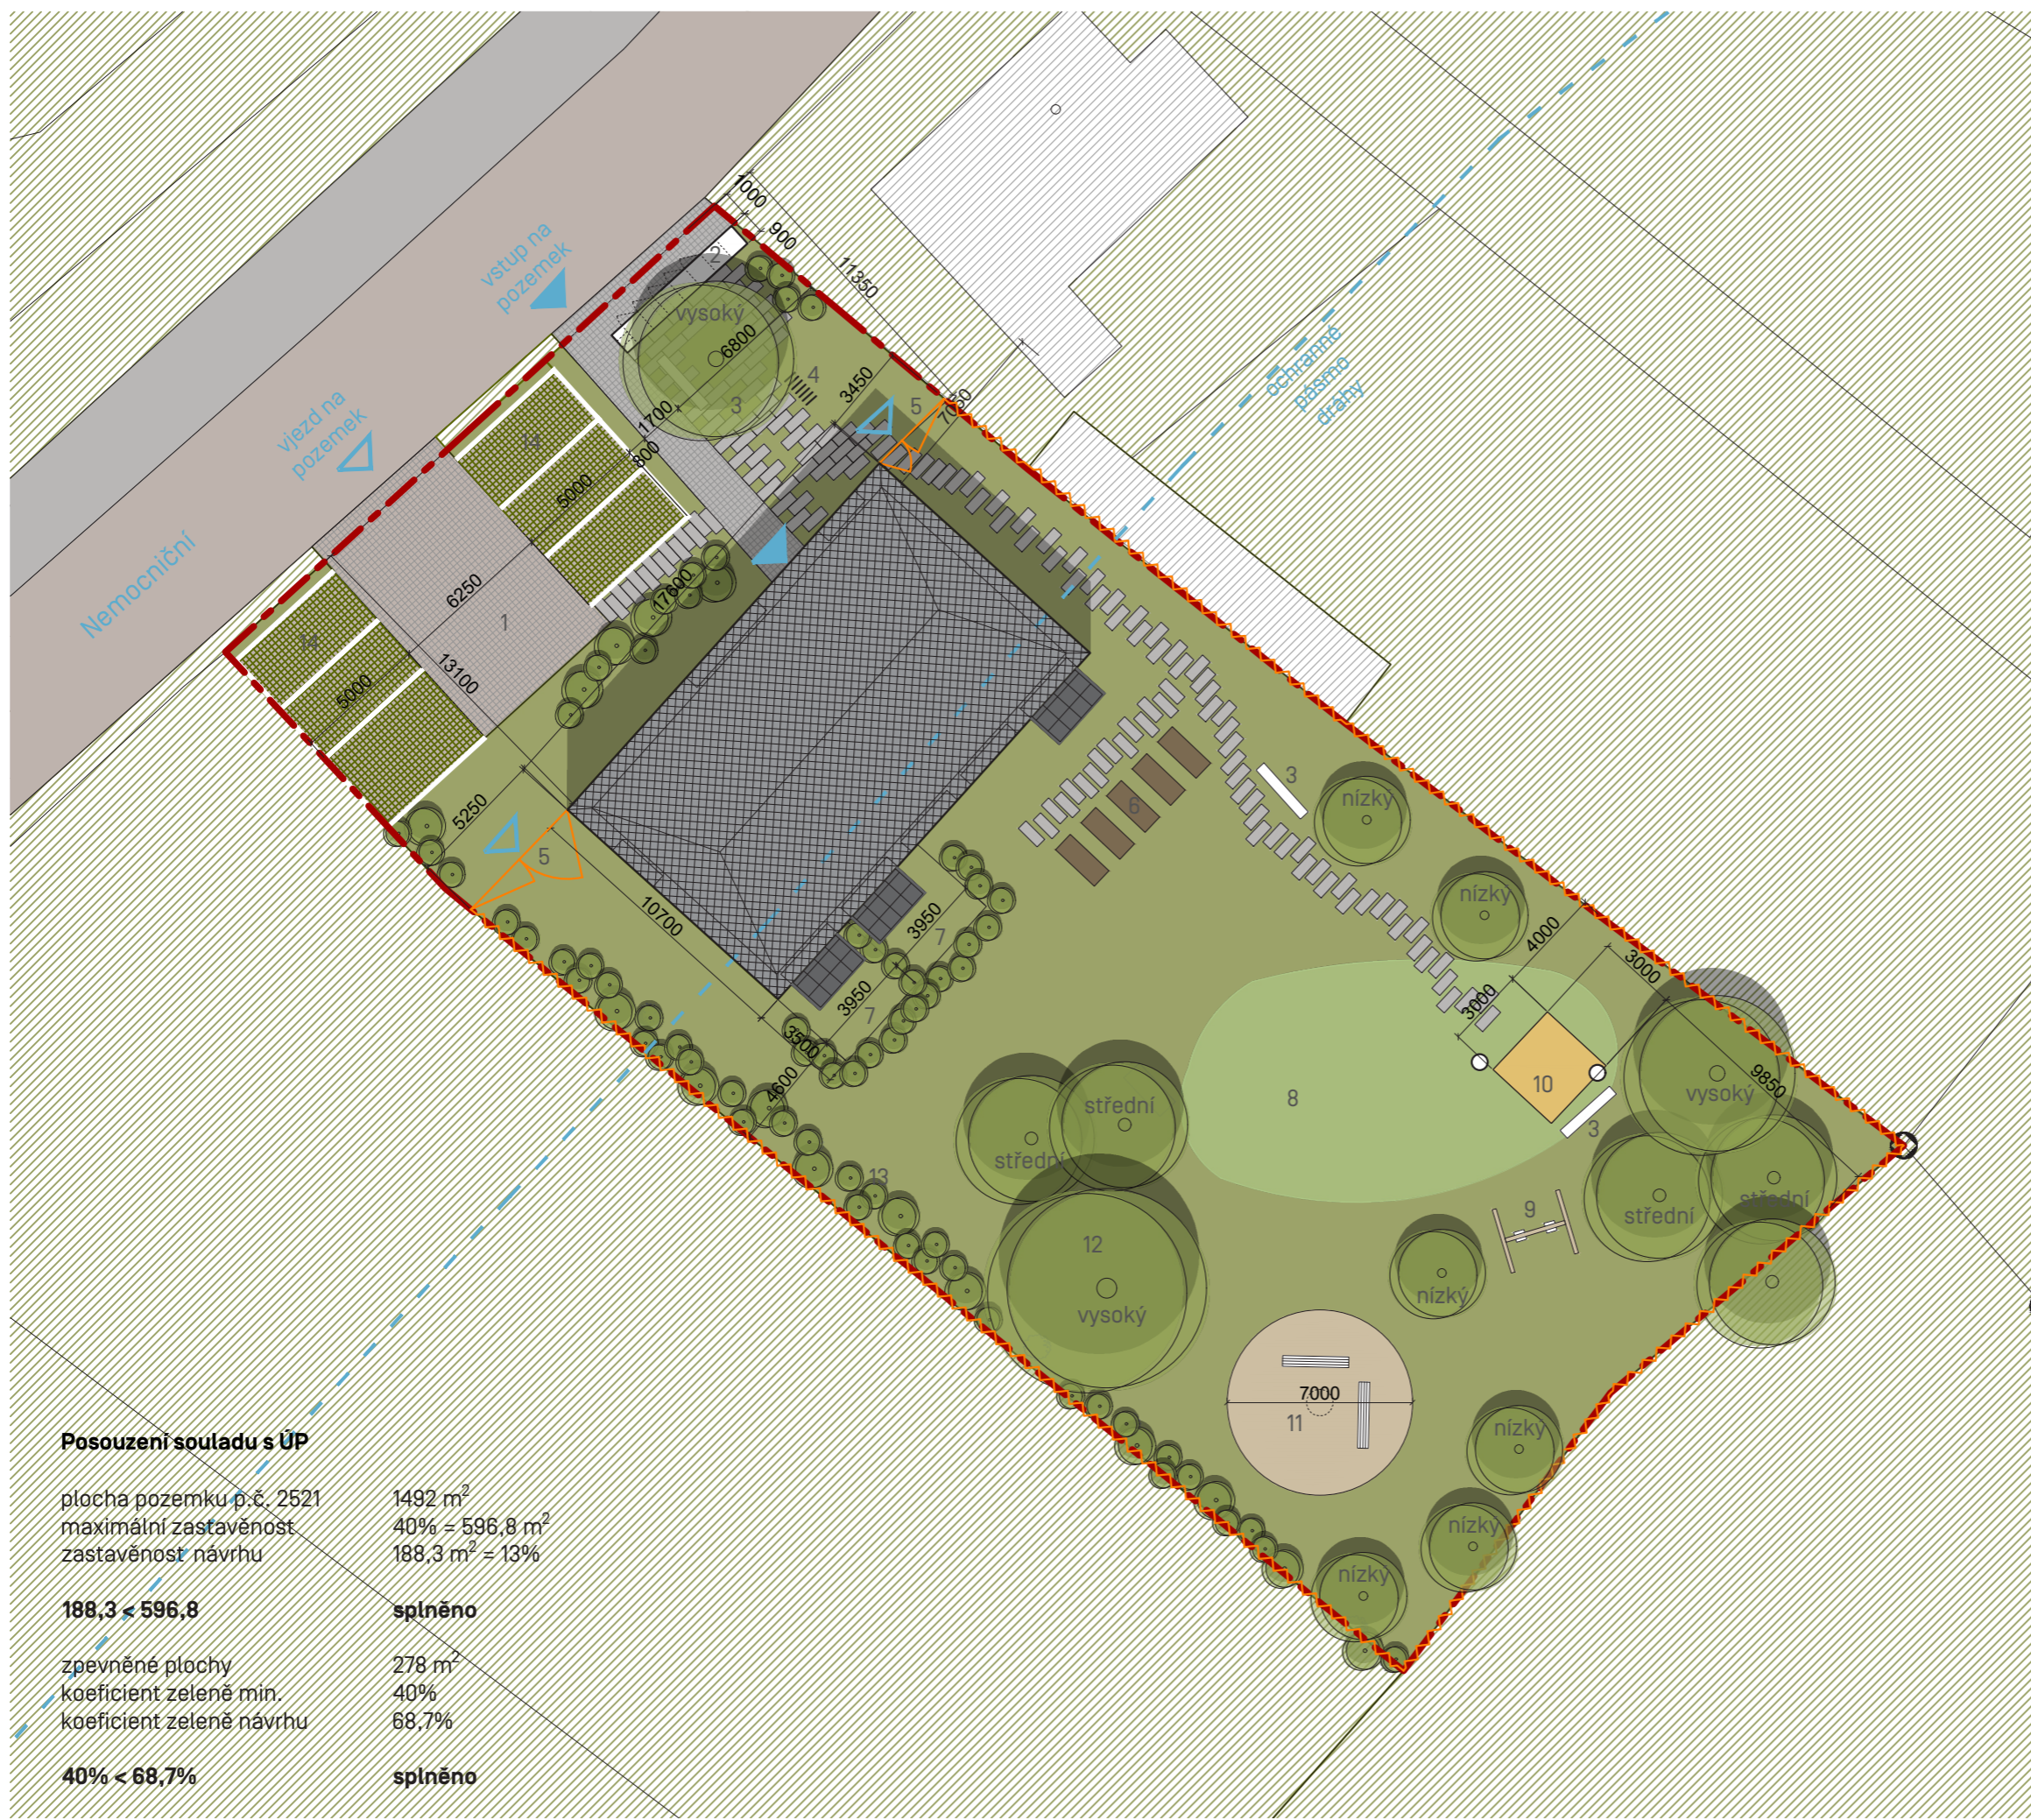 1000
900
11350
vstup na
pozemek
2
vysoký
6800
ochranné
pásmo
dráhy
4
3450
3
5
7050
1700
800
vjezd na
pozemek
14
5000
Nemocniční
6250
1
17600
14
5000
13100
5250
5
3
nízký
6
nízký
10700
3950
7
4000
3000
3000
3950
7
3500
4600
střední
střední
8
10
3
vysoký
9850
13
střední
střední
9
12
vysoký
nízký
7000
11
nízký
nízký
nízký
Posouzení souladu s ÚP
plocha pozemku p.č. 2521 1492 m²
maximální zastavěnost 40% = 596,8 m²
zastavěnost návrhu 188,3 m² = 13%
188,3 < 596,8 splněno
zpevněné plochy 278 m²
koeficient zeleně min. 40%
koeficient zeleně návrhu 68,7%
40% < 68,7% splněno